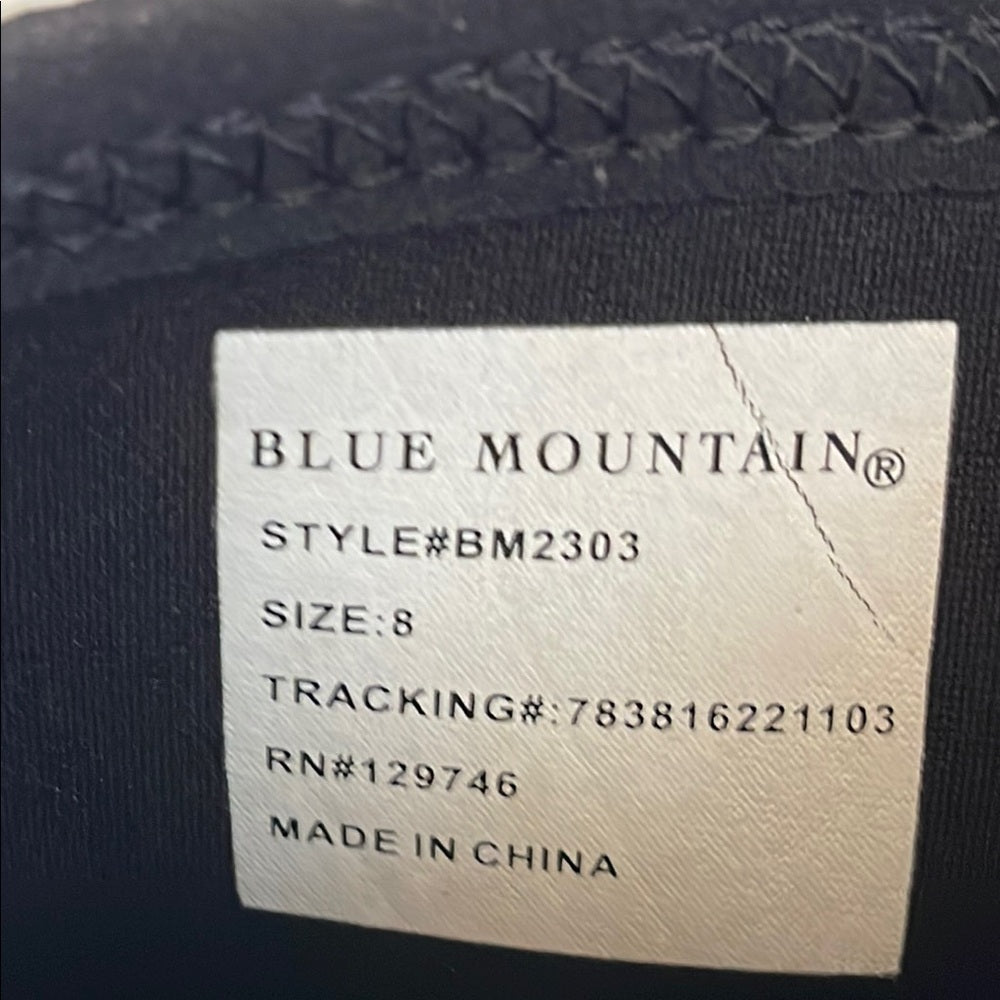 BLUE MOUNTAIN®
STYLE#BM2303
SIZE:8
TRACKING#:783816221103
RN#129746
MADE IN CHINA